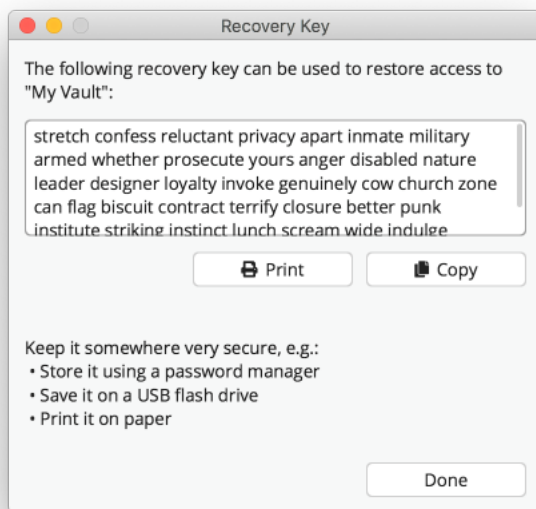 Recovery Key
The following recovery key can be used to restore access to
"My Vault":
stretch confess reluctant privacy apart inmate military
armed whether prosecute yours anger disabled nature
leader designer loyalty invoke genuinely cow church zone
can flag biscuit contract terrify closure better punk
institute striking instinct lunch scream wide indulge
Print
Copy
Keep it somewhere very secure, e.g.:
• Store it using a password manager
• Save it on a USB flash drive
• Print it on paper
Done